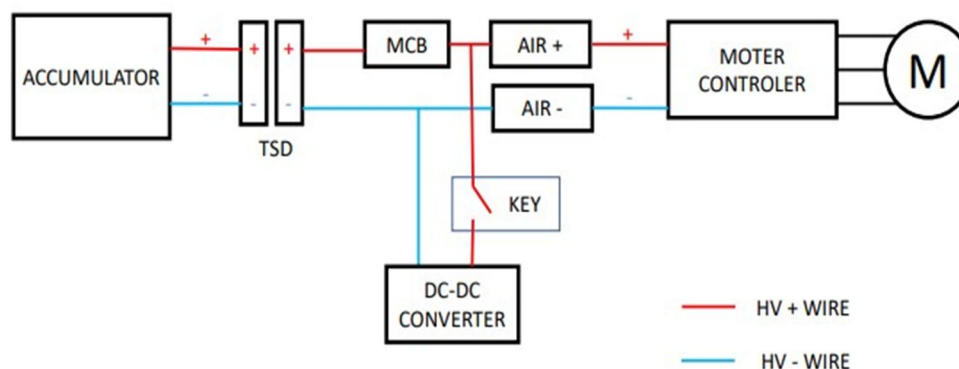 ACCUMULATOR
+
-
+
-
+
-
TSD
MCB
AIR +
AIR -
+
-
MOTER
CONTROLER
M
KEY
DC-DC
CONVERTER
HV + WIRE
HV - WIRE